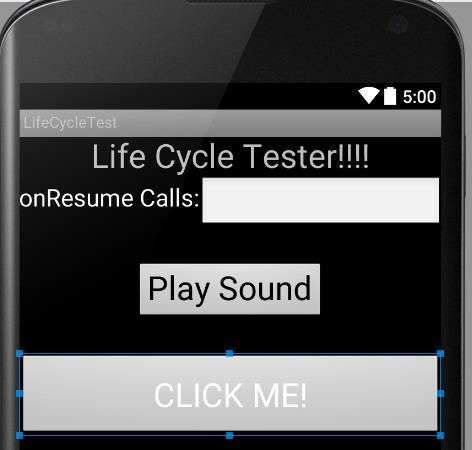 5:00
LifeCycleTest
Life Cycle Tester!!!!
onResume Calls:
Play Sound
CLICK ME!